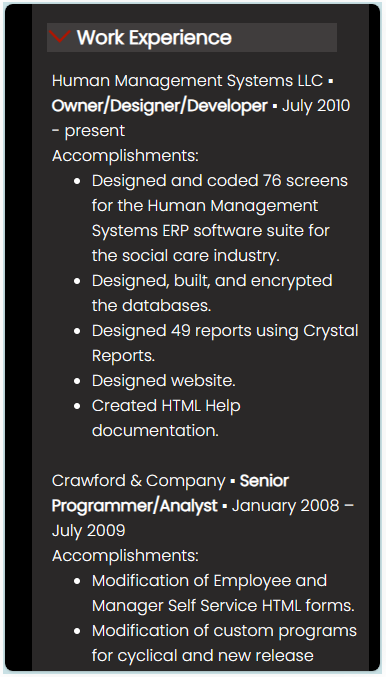 Work Experience
Human Management Systems LLC ▪
Owner/Designer/Developer ▪ July 2010
- present
Accomplishments:
• Designed and coded 76 screens
for the Human Management
Systems ERP software suite for
the social care industry.
• Designed, built, and encrypted
the databases.
• Designed 49 reports using Crystal
Reports.
• Designed website.
• Created HTML Help
documentation.
Crawford & Company ▪ Senior
Programmer/Analyst ▪ January 2008 –
July 2009
Accomplishments:
• Modification of Employee and
Manager Self Service HTML forms.
• Modification of custom programs
for cyclical and new release